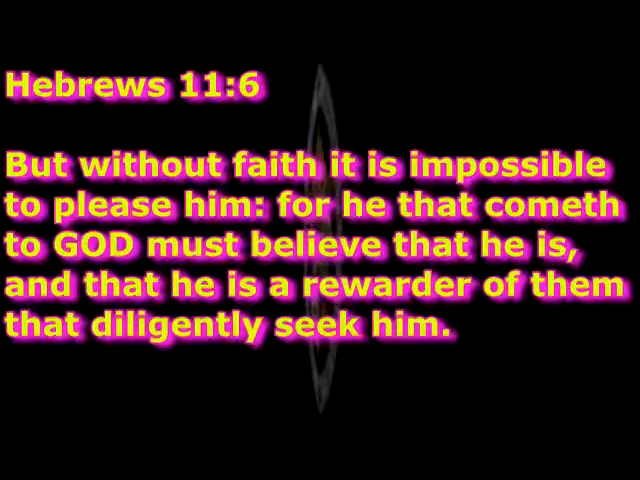 Hebrews 11:6
But without faith it is impossible
to please him: for he that cometh
to GOD must believe that he is,
and that he is a rewarder of them
that diligently seek him.